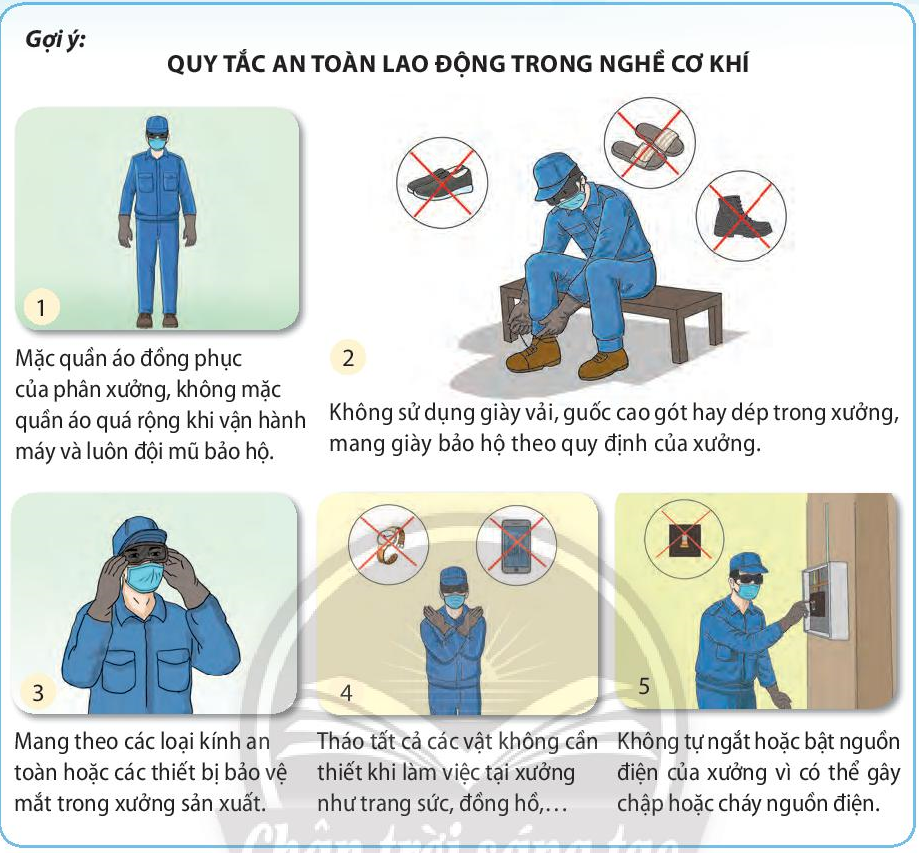 Gợi ý:
QUY TẮC AN TOÀN LAO ĐỘNG TRONG NGHỀ CƠ KHÍ
1
Mặc quần áo đồng phục
của phân xưởng, không mặc
quần áo quá rộng khi vận hành
máy và luôn đội mũ bảo hộ.
2
Không sử dụng giày vải, guốc cao gót hay dép trong xưởng,
mang giày bảo hộ theo quy định của xưởng.
3
Mang theo các loại kính an
toàn hoặc các thiết bị bảo vệ
mắt trong xưởng sản xuất.
4
Tháo tất cả các vật không cần
thiết khi làm việc tại xưởng
như trang sức, đồng hồ,...
5
Không tự ngắt hoặc bật nguồn
điện của xưởng vì có thể gây
chập hoặc cháy nguồn điện.
Chân trời sáng tạo